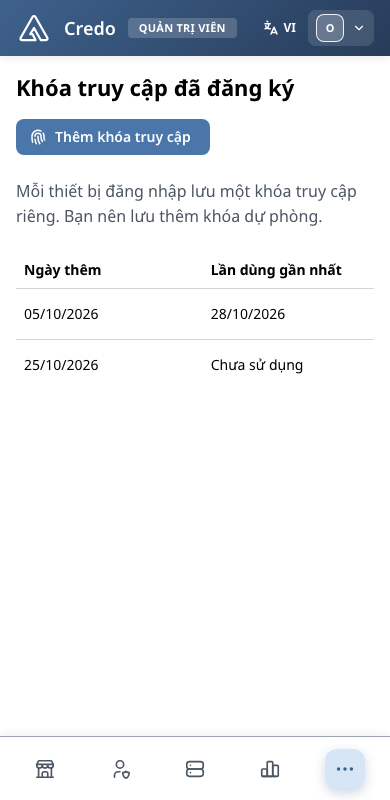 Credo
QUẢN TRỊ VIÊN
VI
O
Khóa truy cập đã đăng ký
Thêm khóa truy cập
Mỗi thiết bị đăng nhập lưu một khóa truy cập
riêng. Bạn nên lưu thêm khóa dự phòng.
Ngày thêm
Lần dùng gần nhất
05/10/2026
28/10/2026
25/10/2026
Chưa sử dụng